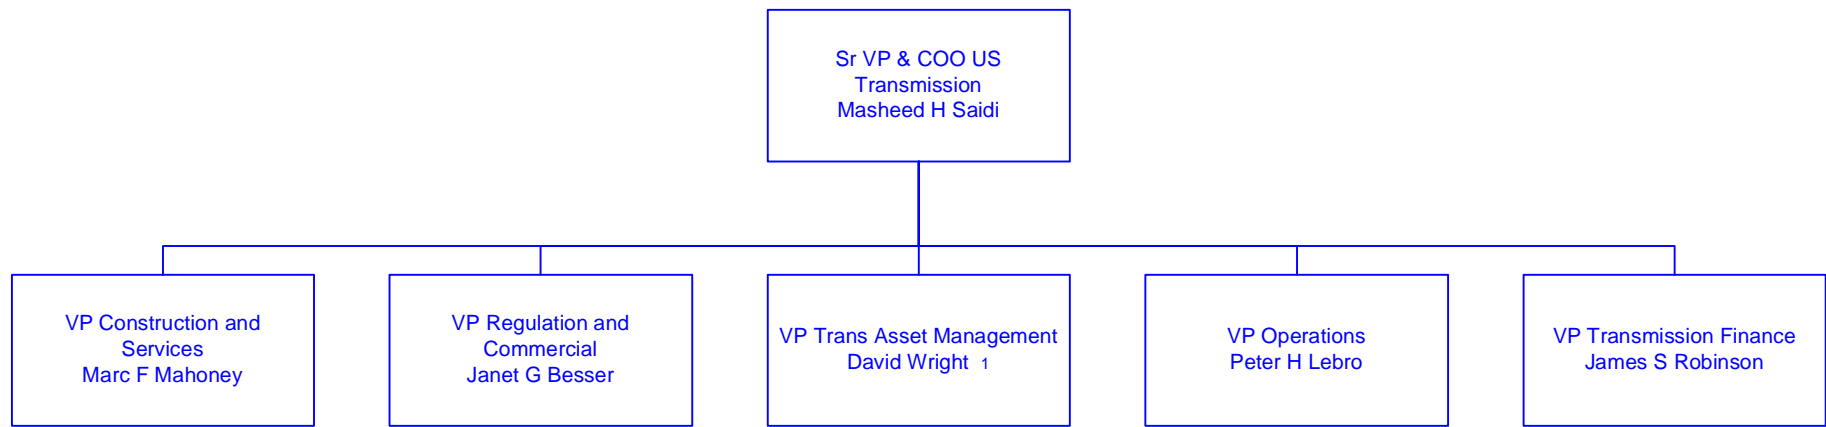 Sr VP & COO US
Transmission
Masheed H Saidi
VP Construction and
Services
Marc F Mahoney
VP Regulation and
Commercial
Janet G Besser
VP Trans Asset Management
David Wright 1
VP Operations
Peter H Lebro
VP Transmission Finance
James S Robinson